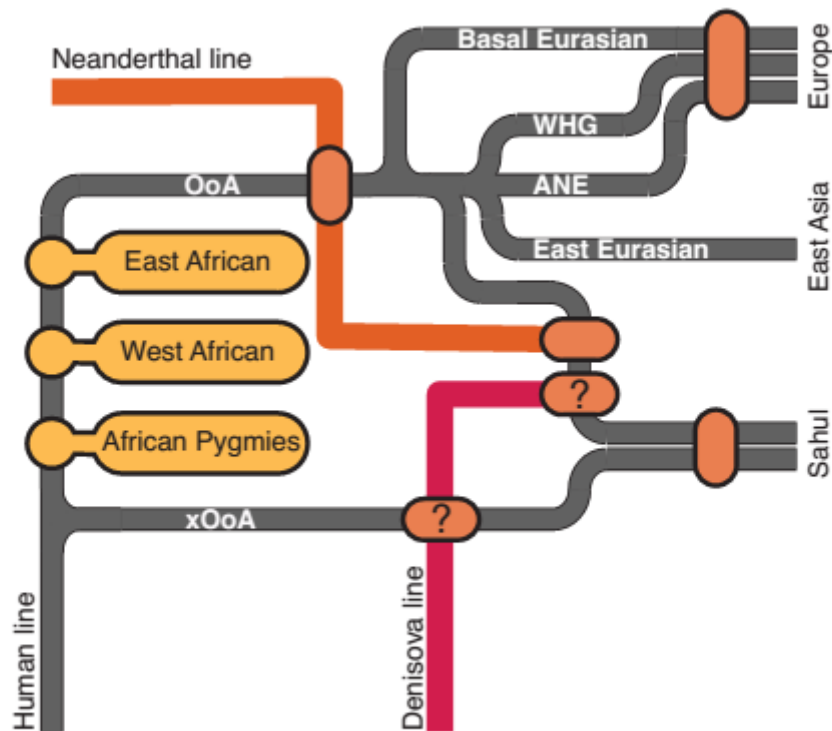 Neanderthal line
Basal Eurasian
Europe
WHG
OoA
ANE
East African
East Eurasian
East Asia
West African
?
African Pygmies
Sahul
xOoA
?
Human line
Denisova line